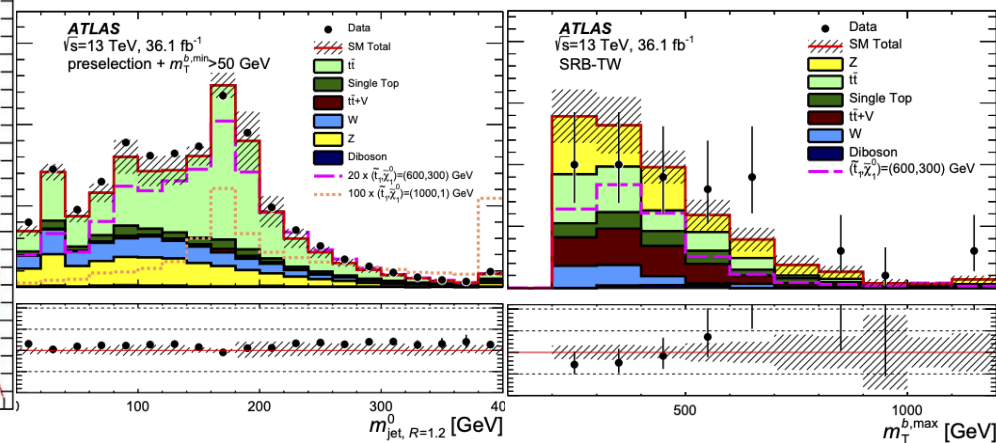 ATLAS
√s=13 TeV, 36.1 fb⁻¹
preselection + m_T^{b,min}>50 GeV
Data
SM Total
tt̄
Single Top
tt̄+V
W
Z
Diboson
20 x (t̃₁,χ̃₁⁰)=(600,300) GeV
100 x (t̃₁,χ̃₁⁰)=(1000,1) GeV
100 200 300 40
m⁰_{jet, R=1.2} [GeV]
ATLAS
√s=13 TeV, 36.1 fb⁻¹
SRB-TW
Data
SM Total
Z
tt̄
Single Top
tt̄+V
W
Diboson
(t̃₁,χ̃₁⁰)=(600,300) GeV
500 1000
m_T^{b,max} [GeV]